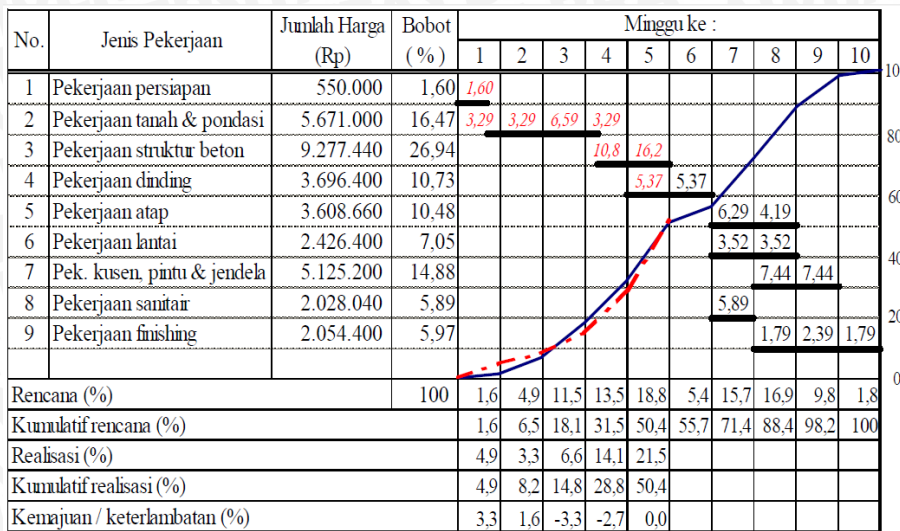 No. Jenis Pekerjaan Jumlah Harga (Rp) Bobot ( % ) Minggu ke :
1 2 3 4 5 6 7 8 9 10
1 Pekerjaan persiapan 550.000 1,60 1,60
2 Pekerjaan tanah & pondasi 5.671.000 16,47 3,29 3,29 6,59 3,29
3 Pekerjaan struktur beton 9.277.440 26,94 10,8 16,2
4 Pekerjaan dinding 3.696.400 10,73 5,37 5,37
5 Pekerjaan atap 3.608.660 10,48 6,29 4,19
6 Pekerjaan lantai 2.426.400 7,05 3,52 3,52
7 Pek. kusen, pintu & jendela 5.125.200 14,88 7,44 7,44
8 Pekerjaan sanitair 2.028.040 5,89 5,89
9 Pekerjaan finishing 2.054.400 5,97 1,79 2,39 1,79
Rencana (%) 100 1,6 4,9 11,5 13,5 18,8 5,4 15,7 16,9 9,8 1,8
Kumulatif rencana (%) 1,6 6,5 18,1 31,5 50,4 55,7 71,4 88,4 98,2 100
Realisasi (%) 4,9 3,3 6,6 14,1 21,5
Kumulatif realisasi (%) 4,9 8,2 14,8 28,8 50,4
Kemajuan / keterlambatan (%) 3,3 1,6 -3,3 -2,7 0,0
80
60
40
20
0